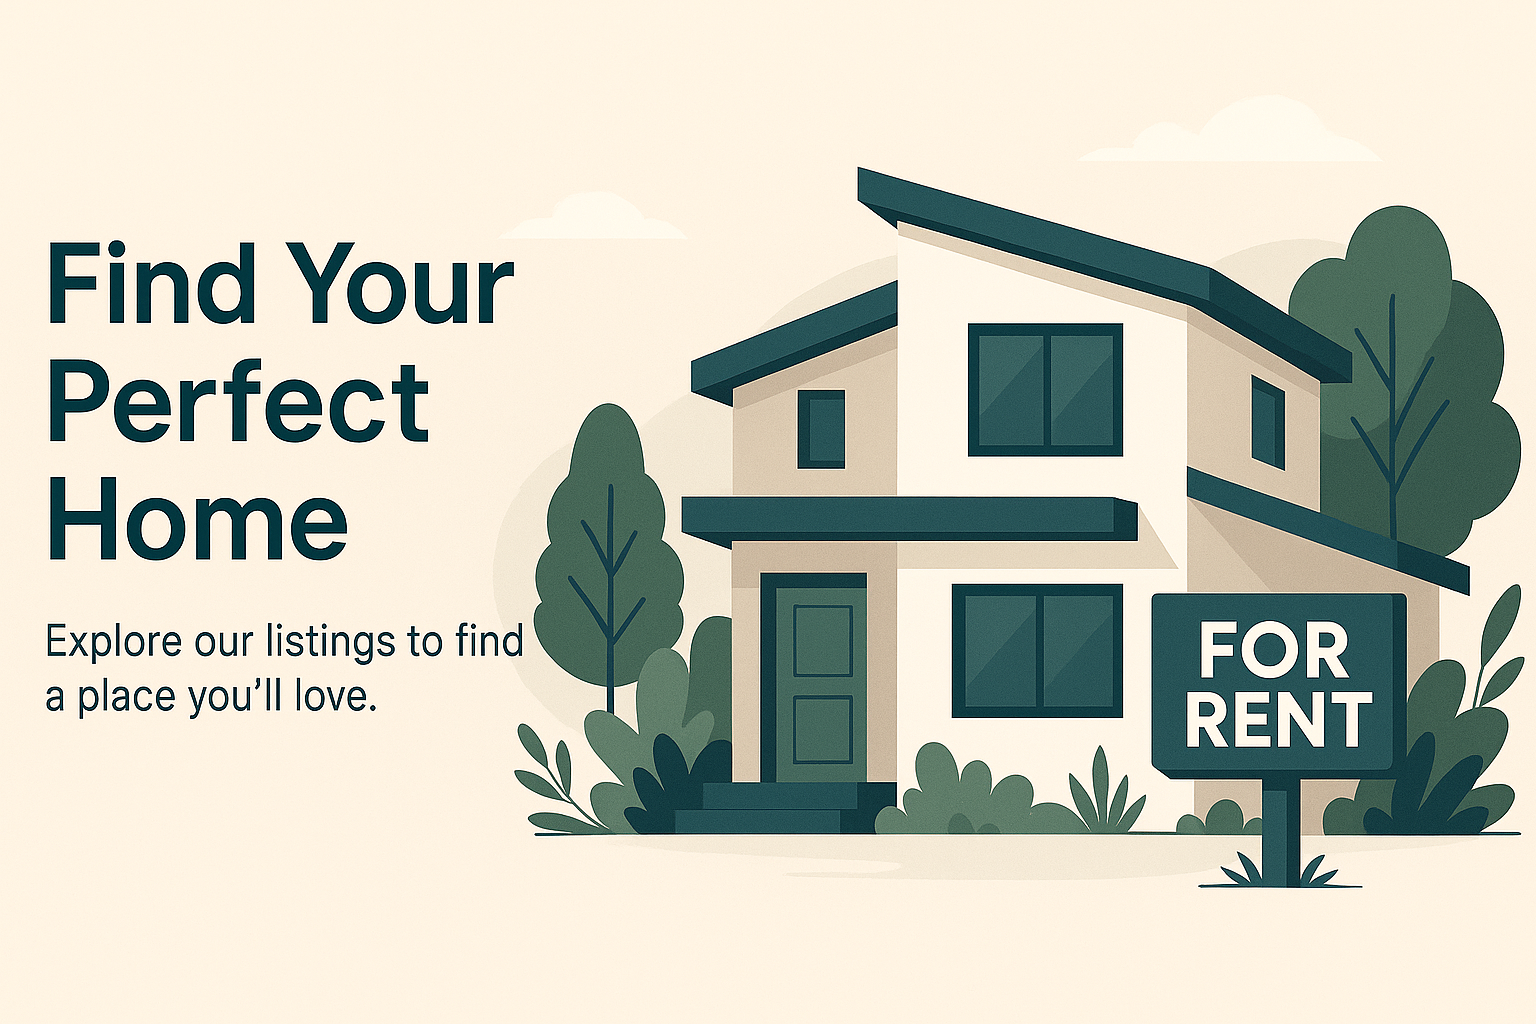 Find Your
Perfect
Home
Explore our listings to find
a place you’ll love.
FOR
RENT